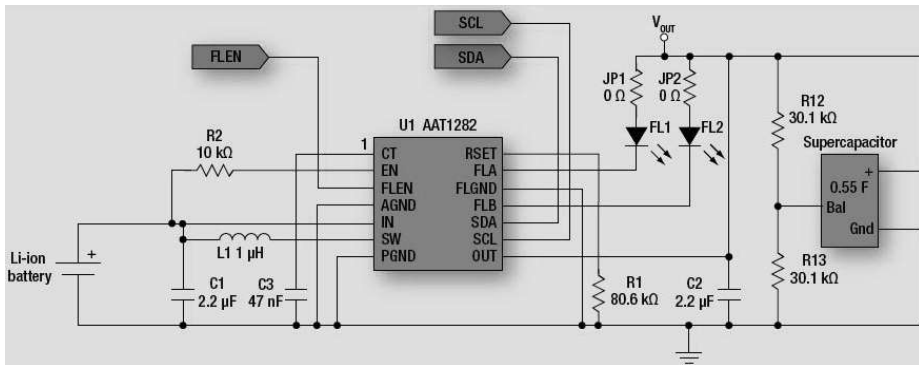 SCL
V_OUT
FLEN
SDA
JP1
0 Ω
JP2
0 Ω
R12
30.1 kΩ
U1 AAT1282
FL1
FL2
R2
10 kΩ
1
Supercapacitor
CT
EN
FLEN
AGND
IN
SW
PGND
RSET
FLA
FLGND
FLB
SDA
SCL
OUT
+
0.55 F
Bal
Gnd
Li-ion
battery
+
L1 1 µH
C1
2.2 µF
C3
47 nF
R1
80.6 kΩ
C2
2.2 µF
R13
30.1 kΩ